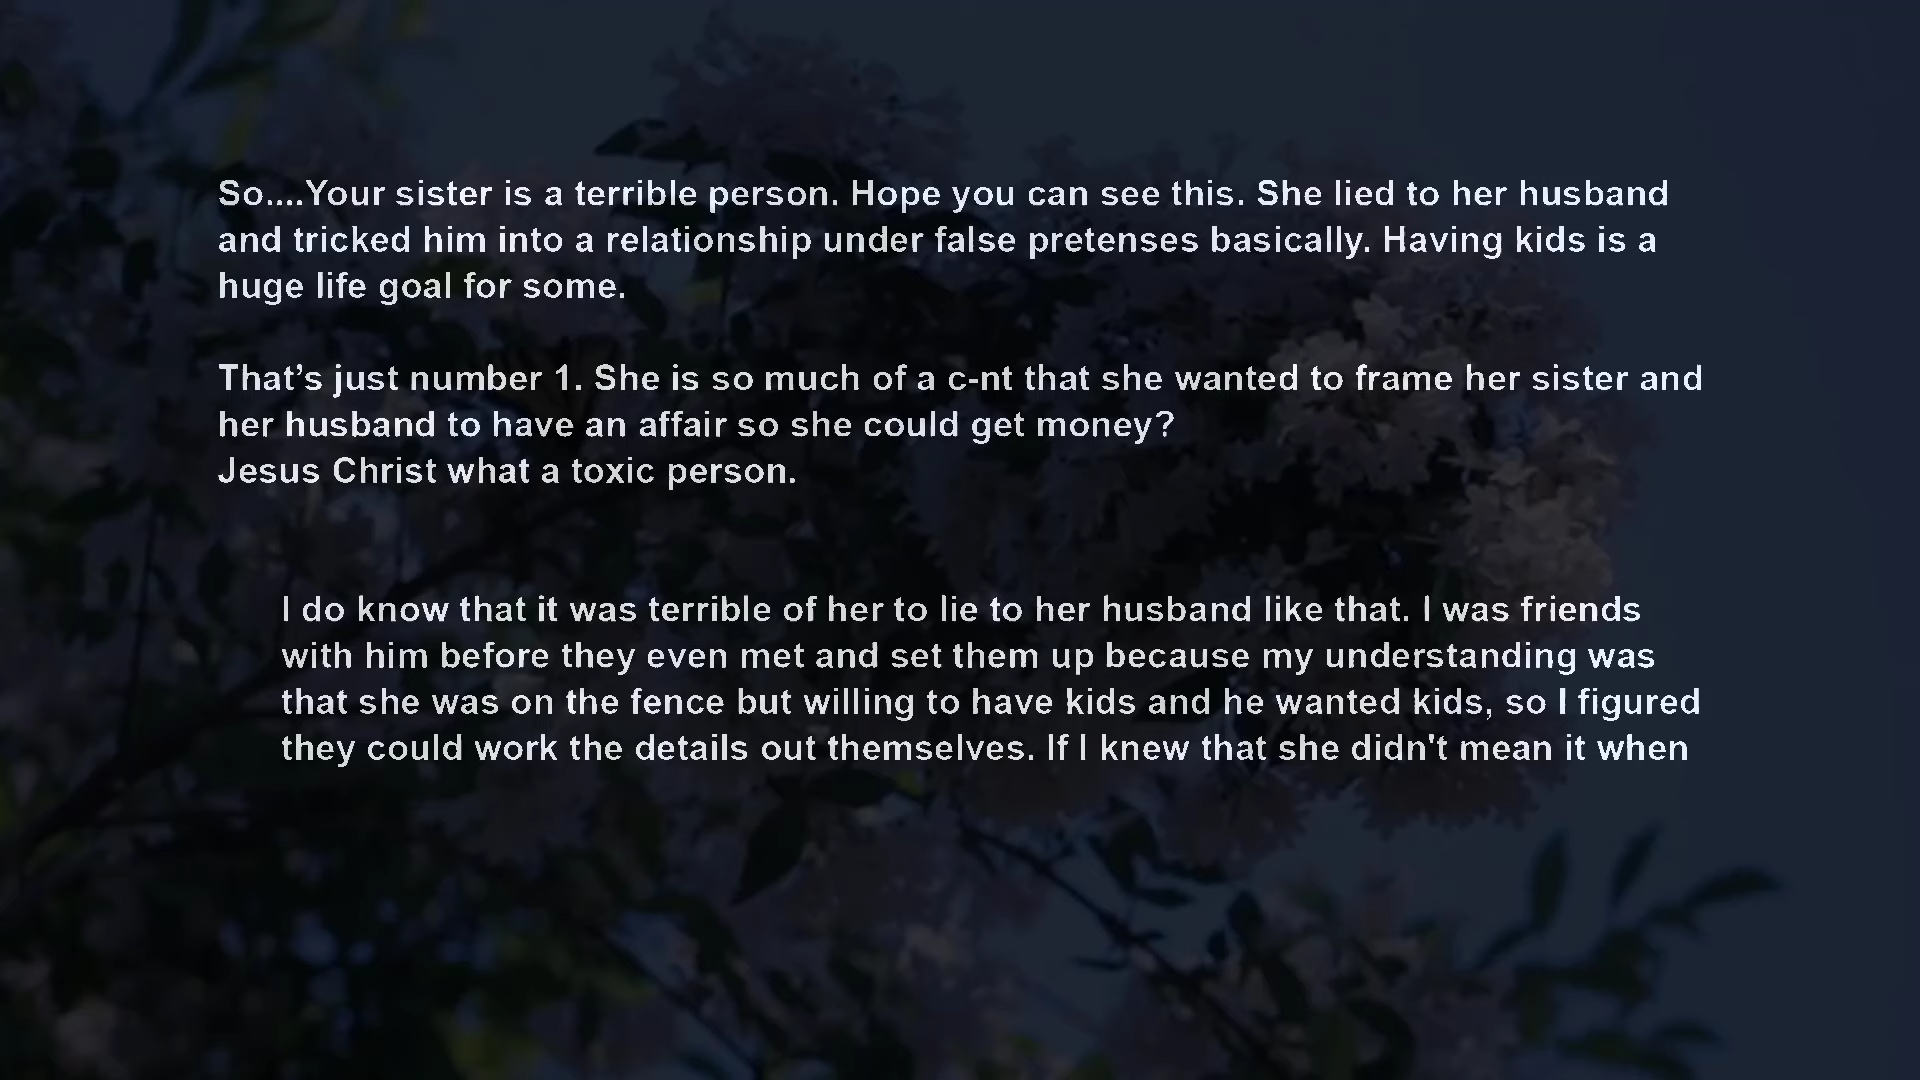 So....Your sister is a terrible person. Hope you can see this. She lied to her husband
and tricked him into a relationship under false pretenses basically. Having kids is a
huge life goal for some.
That’s just number 1. She is so much of a c-nt that she wanted to frame her sister and
her husband to have an affair so she could get money?
Jesus Christ what a toxic person.
I do know that it was terrible of her to lie to her husband like that. I was friends
with him before they even met and set them up because my understanding was
that she was on the fence but willing to have kids and he wanted kids, so I figured
they could work the details out themselves. If I knew that she didn't mean it when